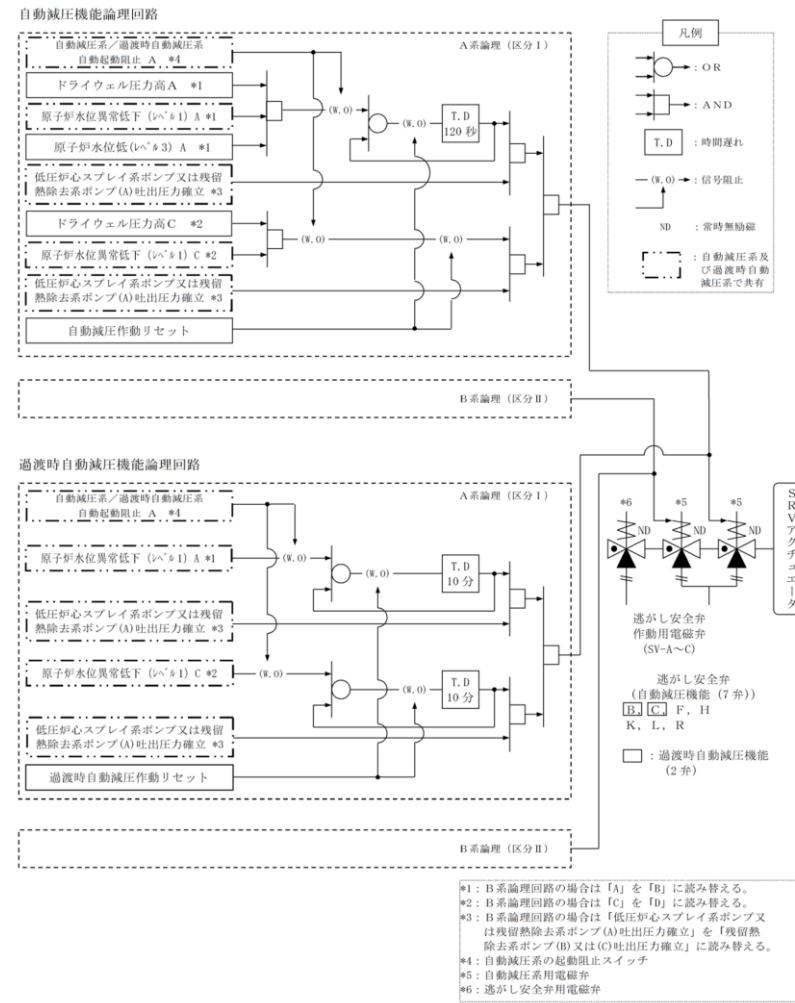 自動減圧機能論理回路
自動減圧系／過渡時自動減圧系
自動起動阻止 A *4
A系論理（区分Ⅰ）
ドライウェル圧力高A *1
原子炉水位異常低下（ﾚﾍﾞﾙ1）A *1
原子炉水位低(ﾚﾍﾞﾙ3) A *1
低圧炉心スプレイ系ポンプ又は残留
熱除去系ポンプ(A)吐出圧力確立 *3
ドライウェル圧力高C *2
原子炉水位異常低下（ﾚﾍﾞﾙ1）C *2
低圧炉心スプレイ系ポンプ又は残留
熱除去系ポンプ(A)吐出圧力確立 *3
自動減圧作動リセット
(W.O)
(W.O)
T.D
120秒
(W.O)
(W.O)
B系論理（区分Ⅱ）
凡例
：OR
：AND
T.D ：時間遅れ
(W.O) ：信号阻止
ND ：常時無励磁
：自動減圧系及
び過渡時自動
減圧系で共有
過渡時自動減圧機能論理回路
自動減圧系／過渡時自動減圧系
自動起動阻止 A *4
A系論理（区分Ⅰ）
原子炉水位異常低下（ﾚﾍﾞﾙ1）A *1
低圧炉心スプレイ系ポンプ又は残留
熱除去系ポンプ(A)吐出圧力確立 *3
原子炉水位異常低下（ﾚﾍﾞﾙ1）C *2
低圧炉心スプレイ系ポンプ又は残留
熱除去系ポンプ(A)吐出圧力確立 *3
過渡時自動減圧作動リセット
(W.O)
(W.O)
T.D
10分
(W.O)
(W.O)
T.D
10分
B系論理（区分Ⅱ）
*6 *5 *5
ND ND ND
SRVアクチュエータ
逃がし安全弁
作動用電磁弁
(SV-A～C)
逃がし安全弁
(自動減圧機能（7弁）)
B, C, F, H
K, L, R
：過渡時自動減圧機能
（2弁）
*1：B系論理回路の場合は「A」を「B」に読み替える。
*2：B系論理回路の場合は「C」を「D」に読み替える。
*3：B系論理回路の場合は「低圧炉心スプレイ系ポンプ又
は残留熱除去系ポンプ(A)吐出圧力確立」を「残留熱
除去系ポンプ(B)又は(C)吐出圧力確立」に読み替える。
*4：自動減圧系の起動阻止スイッチ
*5：自動減圧系用電磁弁
*6：逃がし安全弁用電磁弁